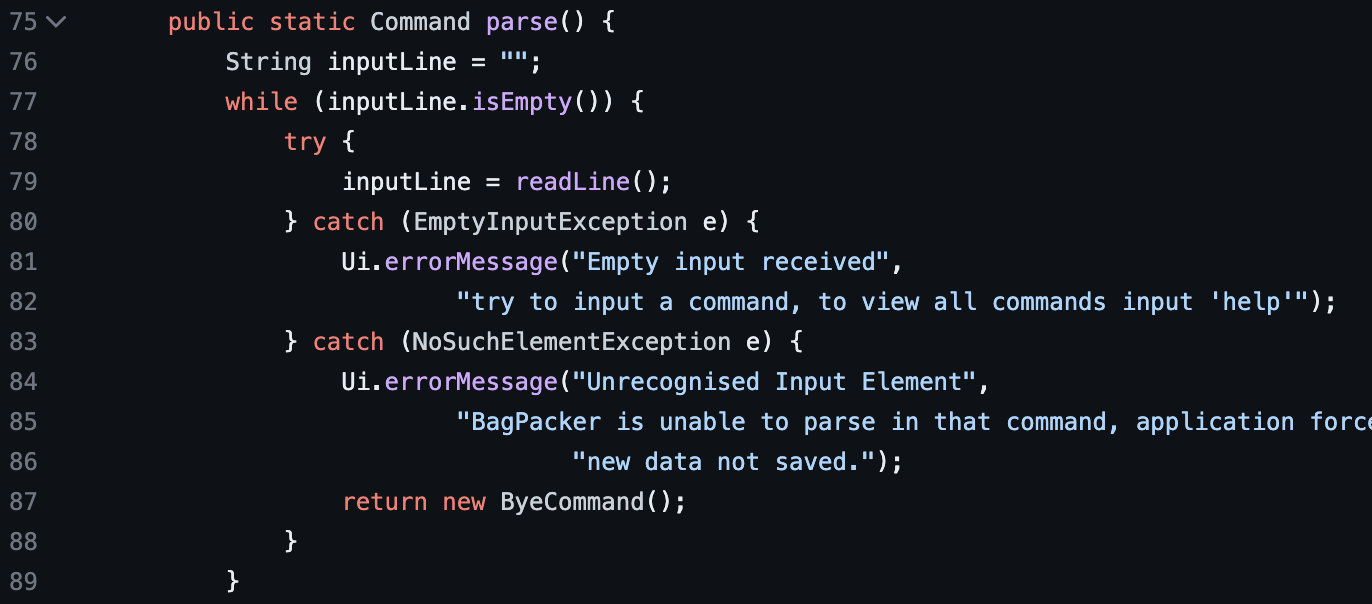 75 public static Command parse() {
76 String inputLine = "";
77 while (inputLine.isEmpty()) {
78 try {
79 inputLine = readLine();
80 } catch (EmptyInputException e) {
81 Ui.errorMessage("Empty input received",
82 "try to input a command, to view all commands input 'help'");
83 } catch (NoSuchElementException e) {
84 Ui.errorMessage("Unrecognised Input Element",
85 "BagPacker is unable to parse in that command, application
86 "new data not saved.");
87 return new ByeCommand();
88 }
89 }